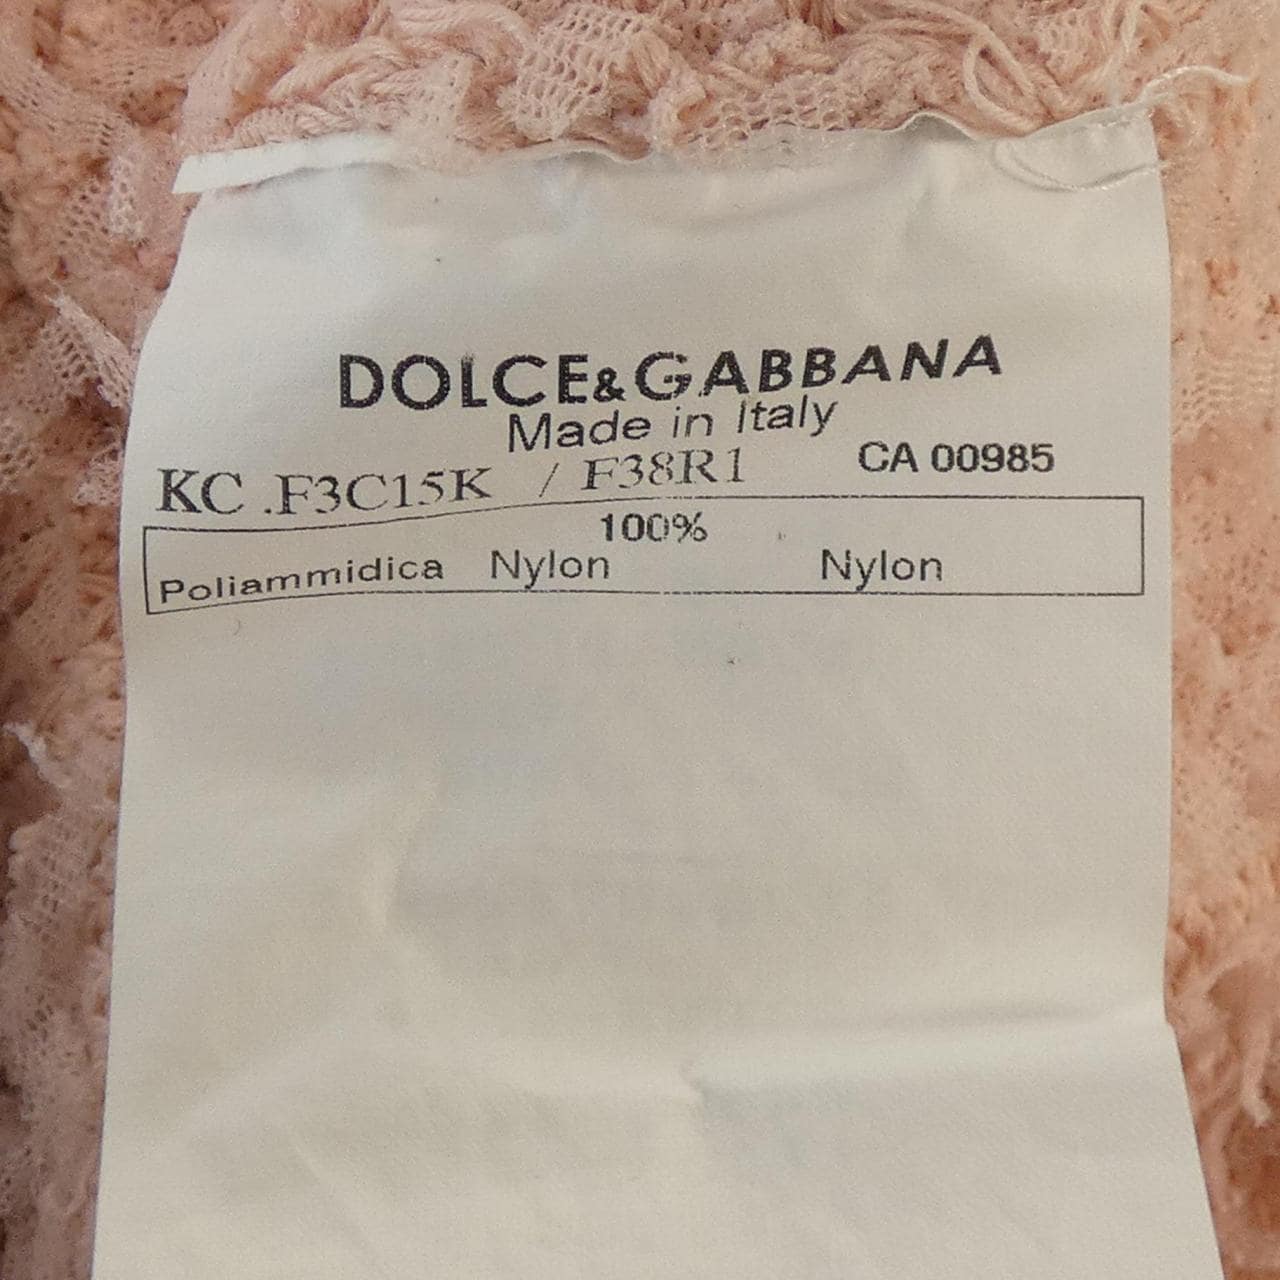 DOLCE&GABBANA
Made in Italy
KC .F3C15K / F38R1 CA 00985
100%
Poliammidica Nylon Nylon